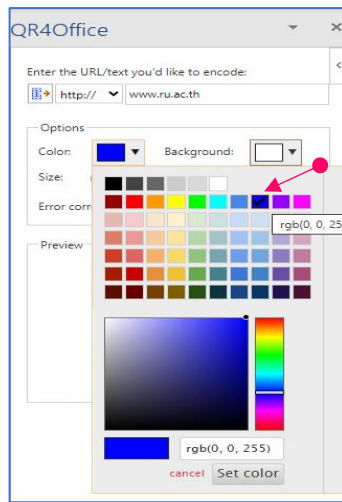 QR4Office
Enter the URL/text you'd like to encode:
http:// www.ru.ac.th
Options
Color: Background:
Size:
Error corr
rgb(0, 0, 25
Preview
rgb(0, 0, 255)
cancel Set color